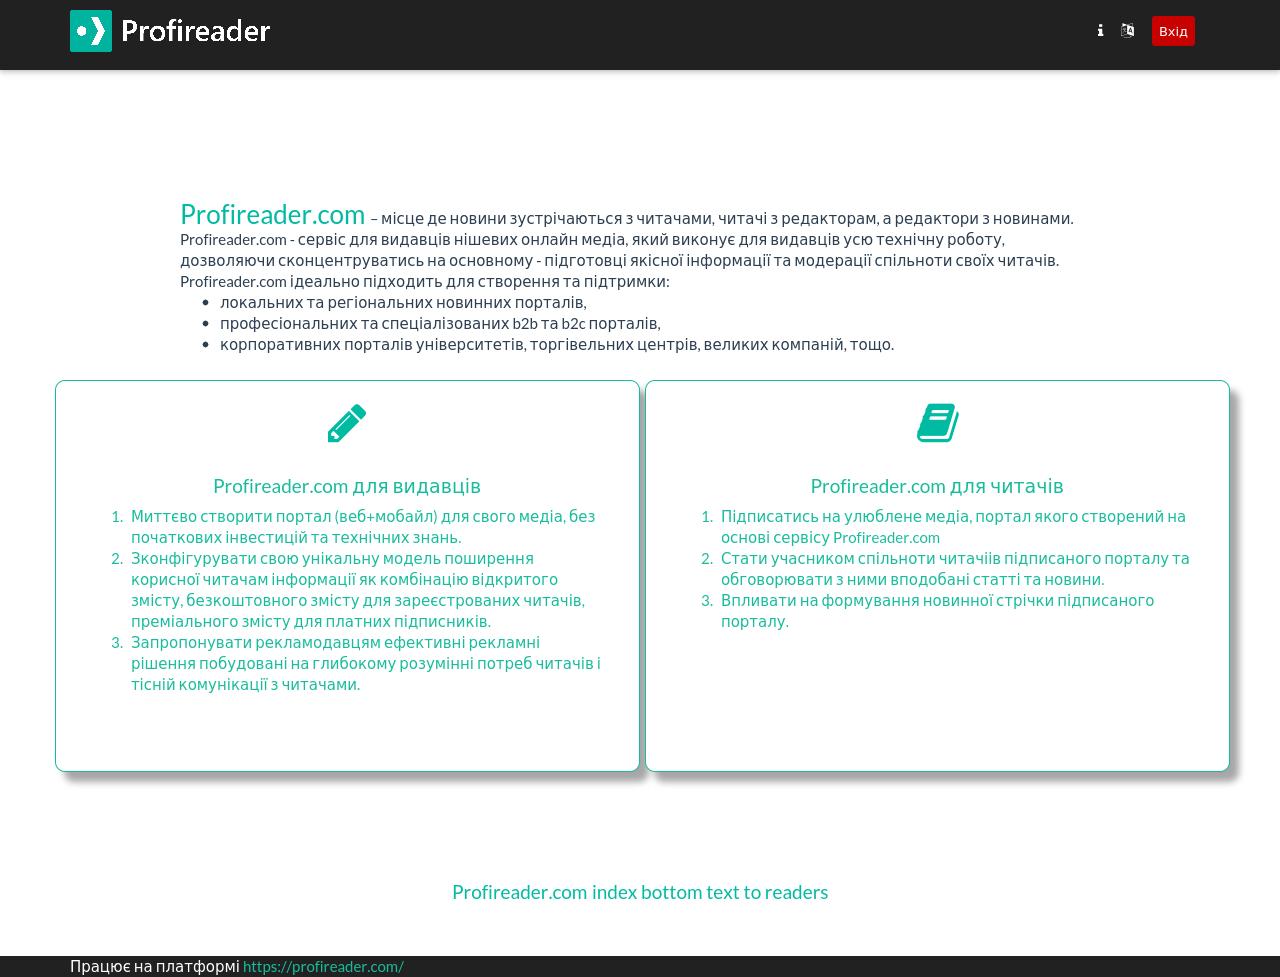 Profireader
Вхід
Profireader.com – місце де новини зустрічаються з читачами, читачі з редакторам, а редактори з новинами.
Profireader.com - сервіс для видавців нішевих онлайн медіа, який виконує для видавців усю технічну роботу,
дозволяючи сконцентруватись на основному - підготовці якісної інформації та модерації спільноти своїх читачів.
Profireader.com ідеально підходить для створення та підтримки:
• локальних та регіональних новинних порталів,
• професіональних та спеціалізованих b2b та b2c порталів,
• корпоративних порталів університетів, торгівельних центрів, великих компаній, тощо.
Profireader.com для видавців
1. Миттєво створити портал (веб+мобайл) для свого медіа, без
початкових інвестицій та технічних знань.
2. Зконфігурувати свою унікальну модель поширення
корисної читачам інформації як комбінацію відкритого
змісту, безкоштовного змісту для зареєстрованих читачів,
преміального змісту для платних підписників.
3. Запропонувати рекламодавцям ефективні рекламні
рішення побудовані на глибокому розумінні потреб читачів і
тісній комунікації з читачами.
Profireader.com для читачів
1. Підписатись на улюблене медіа, портал якого створений на
основі сервісу Profireader.com
2. Стати учасником спільноти читачіів підписаного порталу та
обговорювати з ними вподобані статті та новини.
3. Впливати на формування новинної стрічки підписаного
порталу.
Profireader.com index bottom text to readers
Працює на платформі https://profireader.com/